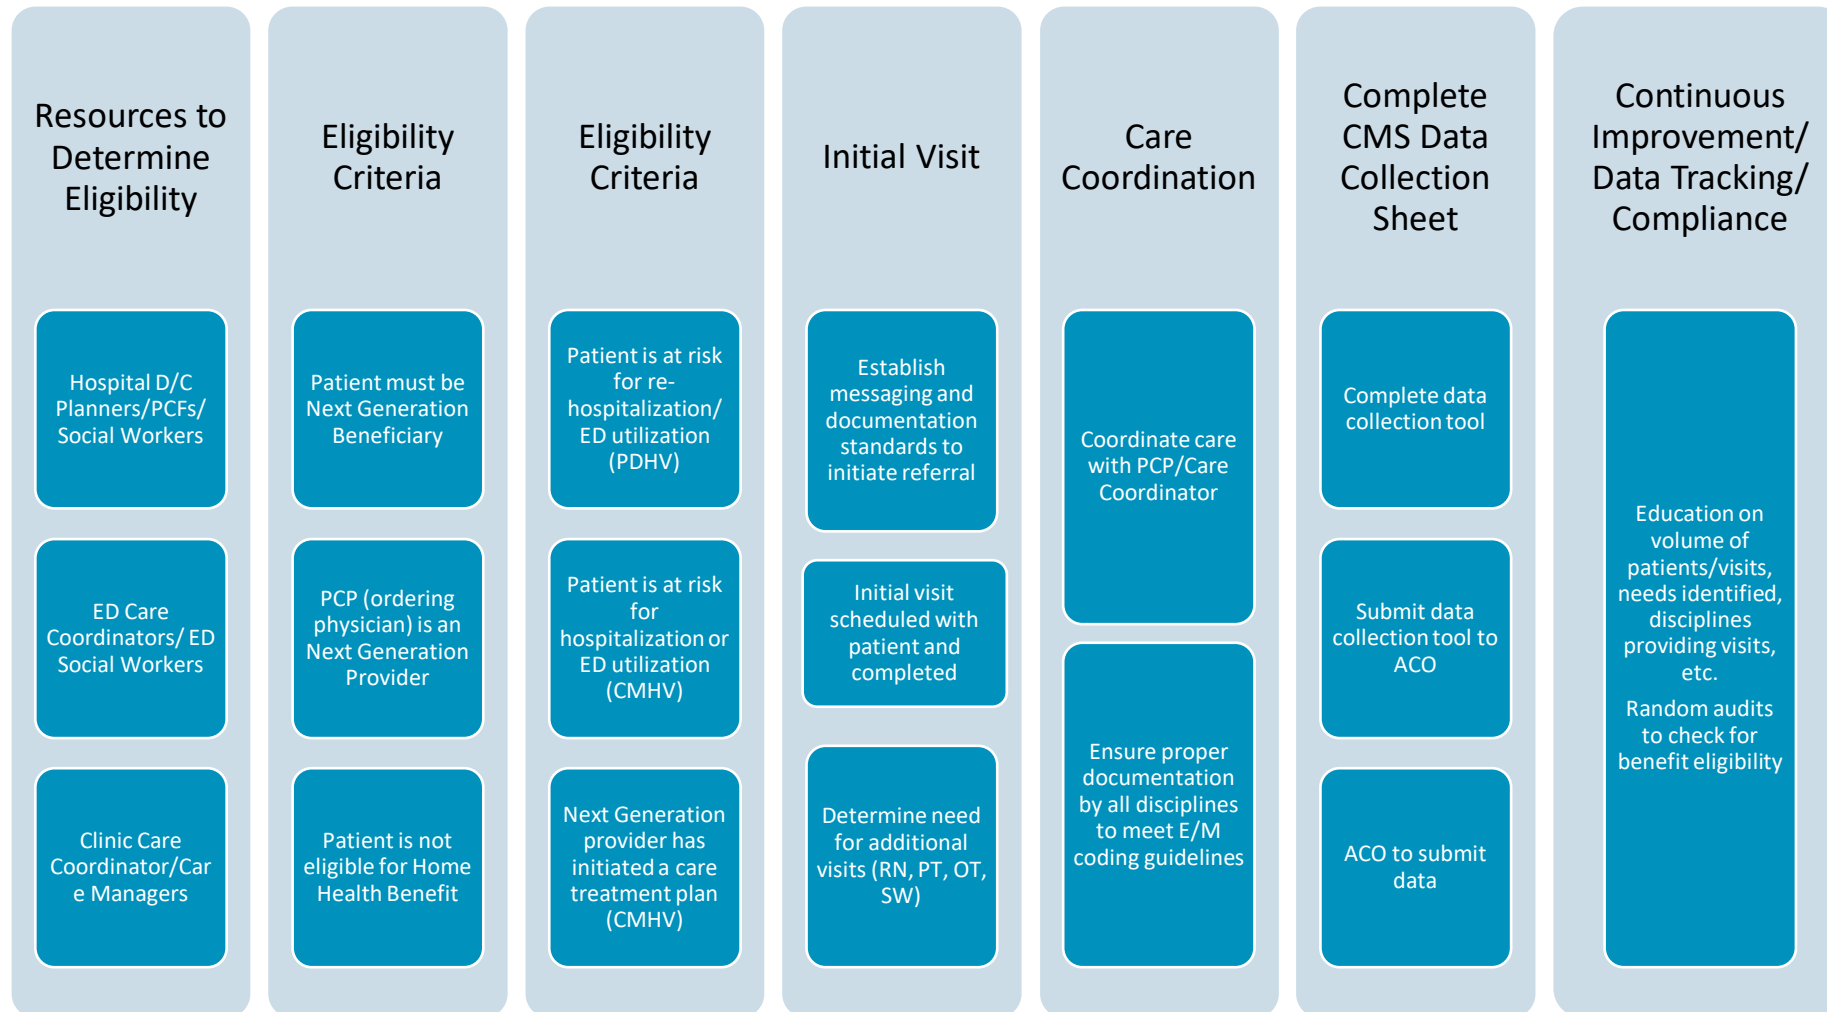 Resources to
Determine
Eligibility
Hospital D/C
Planners/PCFs/
Social Workers
ED Care
Coordinators/ ED
Social Workers
Clinic Care
Coordinator/Car
e Managers
Eligibility
Criteria
Patient must be
Next Generation
Beneficiary
PCP (ordering
physician) is an
Next Generation
Provider
Patient is not
eligible for Home
Health Benefit
Eligibility
Criteria
Patient is at risk
for re-
hospitalization/
ED utilization
(PDHV)
Patient is at risk
for
hospitalization or
ED utilization
(CMHV)
Next Generation
provider has
initiated a care
treatment plan
(CMHV)
Initial Visit
Establish
messaging and
documentation
standards to
initiate referral
Initial visit
scheduled with
patient and
completed
Determine need
for additional
visits (RN, PT, OT,
SW)
Care
Coordination
Coordinate care
with PCP/Care
Coordinator
Ensure proper
documentation
by all disciplines
to meet E/M
coding guidelines
Complete
CMS Data
Collection
Sheet
Complete data
collection tool
Submit data
collection tool to
ACO
ACO to submit
data
Continuous
Improvement/
Data Tracking/
Compliance
Education on
volume of
patients/visits,
needs identified,
disciplines
providing visits,
etc.
Random audits
to check for
benefit eligibility